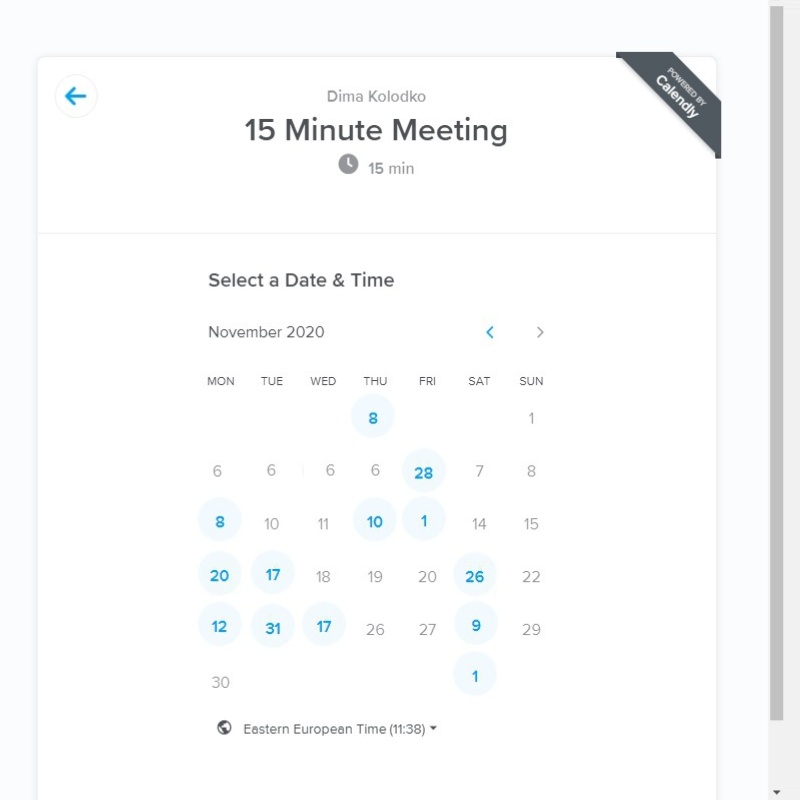 POWERED BY
Calendly
Dima Kolodko
15 Minute Meeting
15 min
Select a Date & Time
November 2020
MON TUE WED THU FRI SAT SUN
8 1
6 6 6 6 28 7 8
8 10 11 10 1 14 15
20 17 18 19 20 26 22
12 31 17 26 27 9 29
30 1
Eastern European Time (11:38)